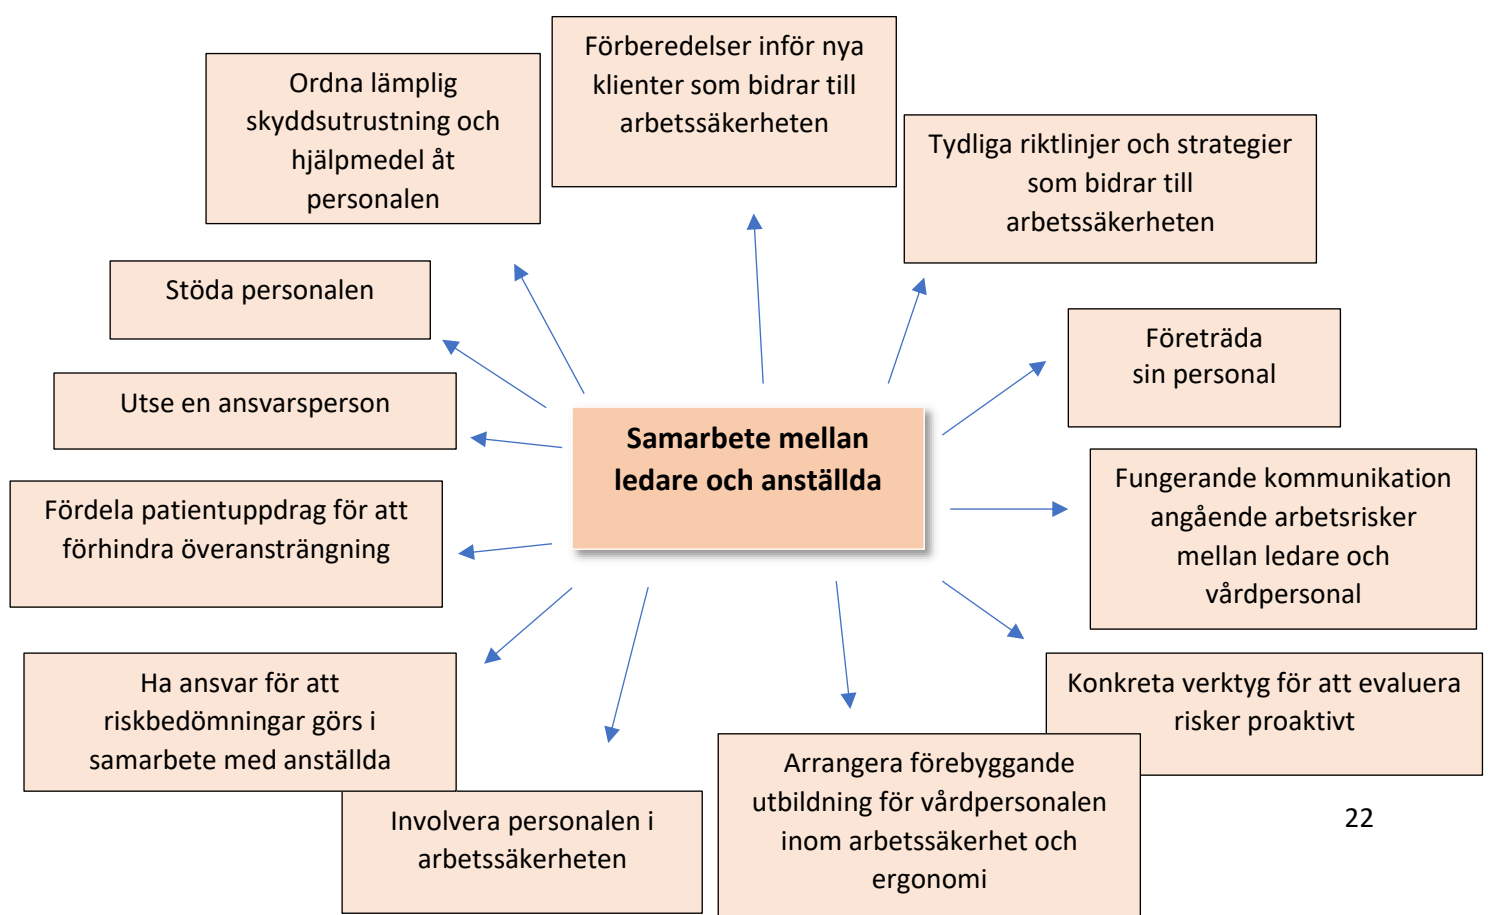 Förberedelser inför nya
klienter som bidrar till
arbetssäkerheten
Ordna lämplig
skyddsutrustning och
hjälpmedel åt
personalen
Tydliga riktlinjer och strategier
som bidrar till
arbetssäkerheten
Stöda personalen
Företräda
sin personal
Utse en ansvarsperson
Samarbete mellan
ledare och anställda
Fungerande kommunikation
angående arbetsrisker
mellan ledare och
vårdpersonal
Fördela patientuppdrag för att
förhindra överansträngning
Ha ansvar för att
riskbedömningar görs i
samarbete med anställda
Konkreta verktyg för att evaluera
risker proaktivt
Arrangera förebyggande
utbildning för vårdpersonalen
inom arbetssäkerhet och
ergonomi
Involvera personalen i
arbetssäkerheten
22